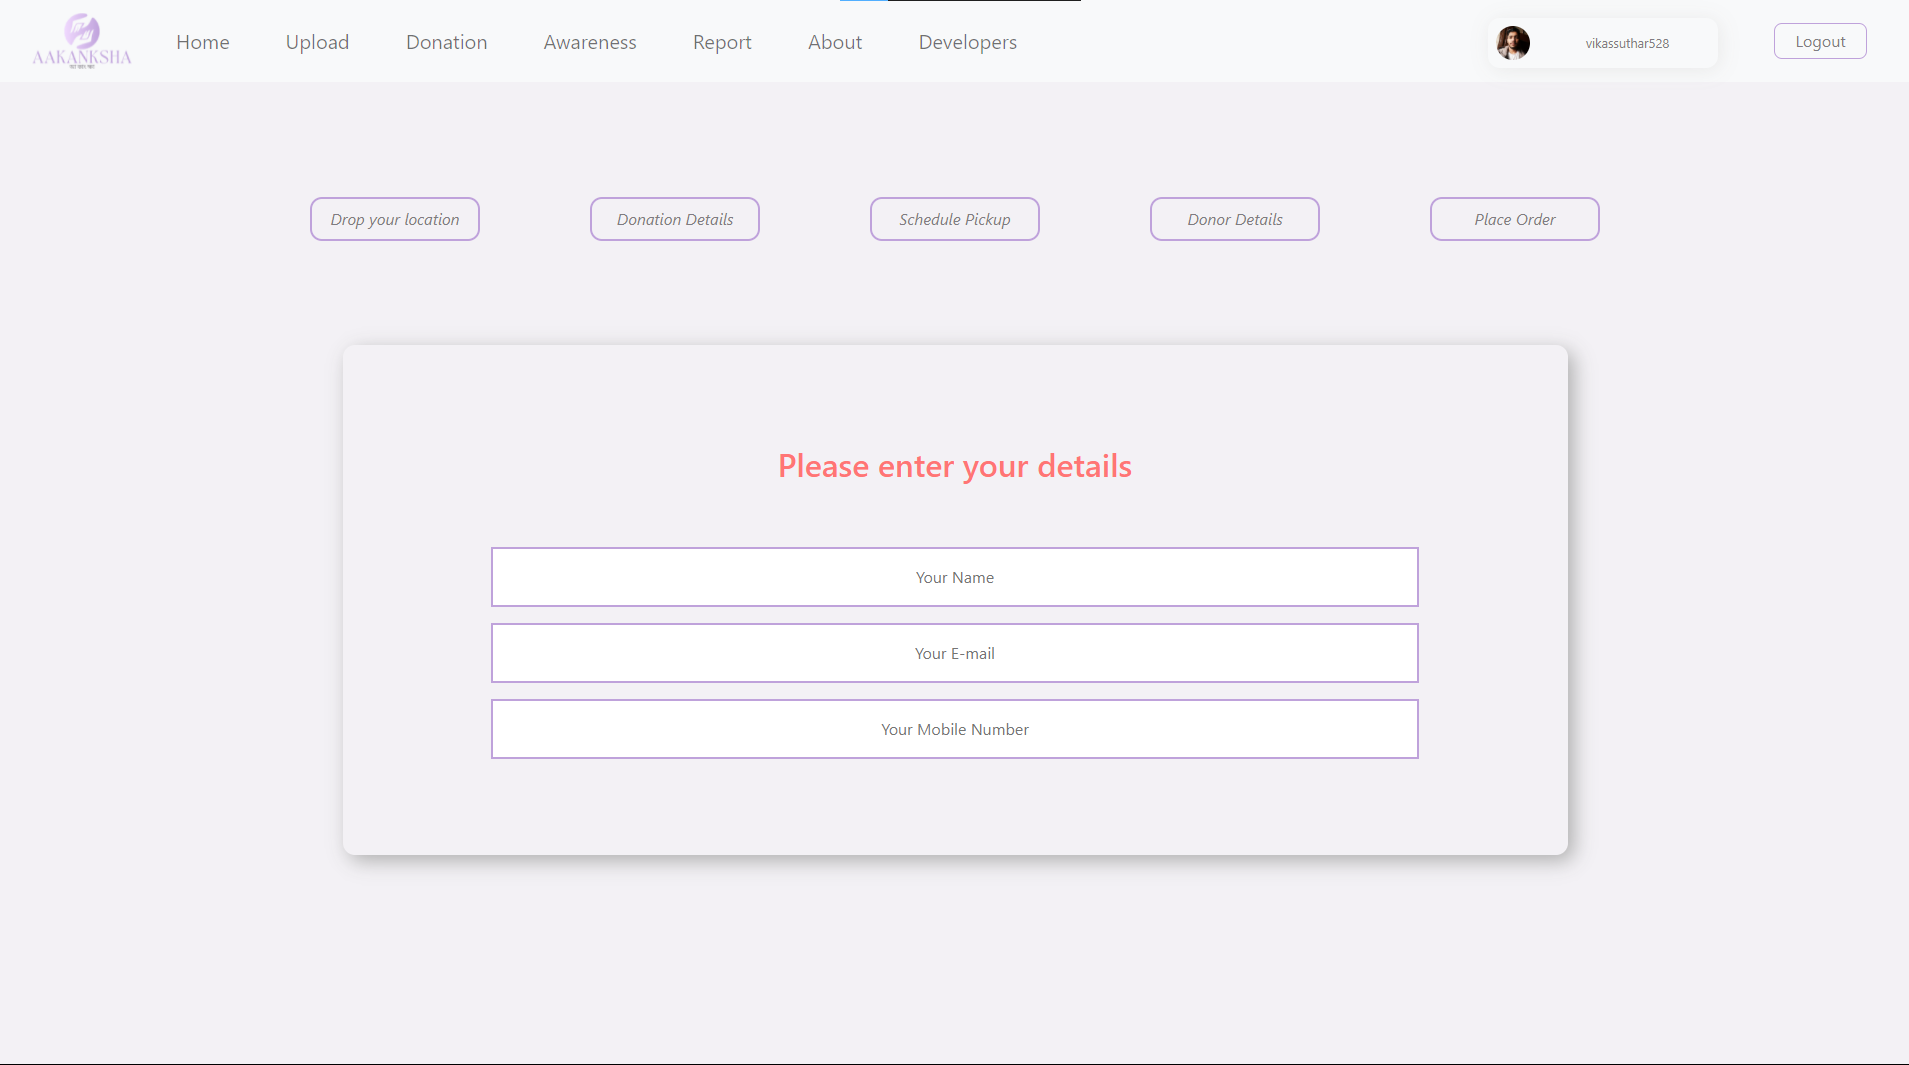 AAKANKSHA
Home
Upload
Donation
Awareness
Report
About
Developers
vikassuthar528
Logout
Drop your location
Donation Details
Schedule Pickup
Donor Details
Place Order
Please enter your details
Your Name
Your E-mail
Your Mobile Number